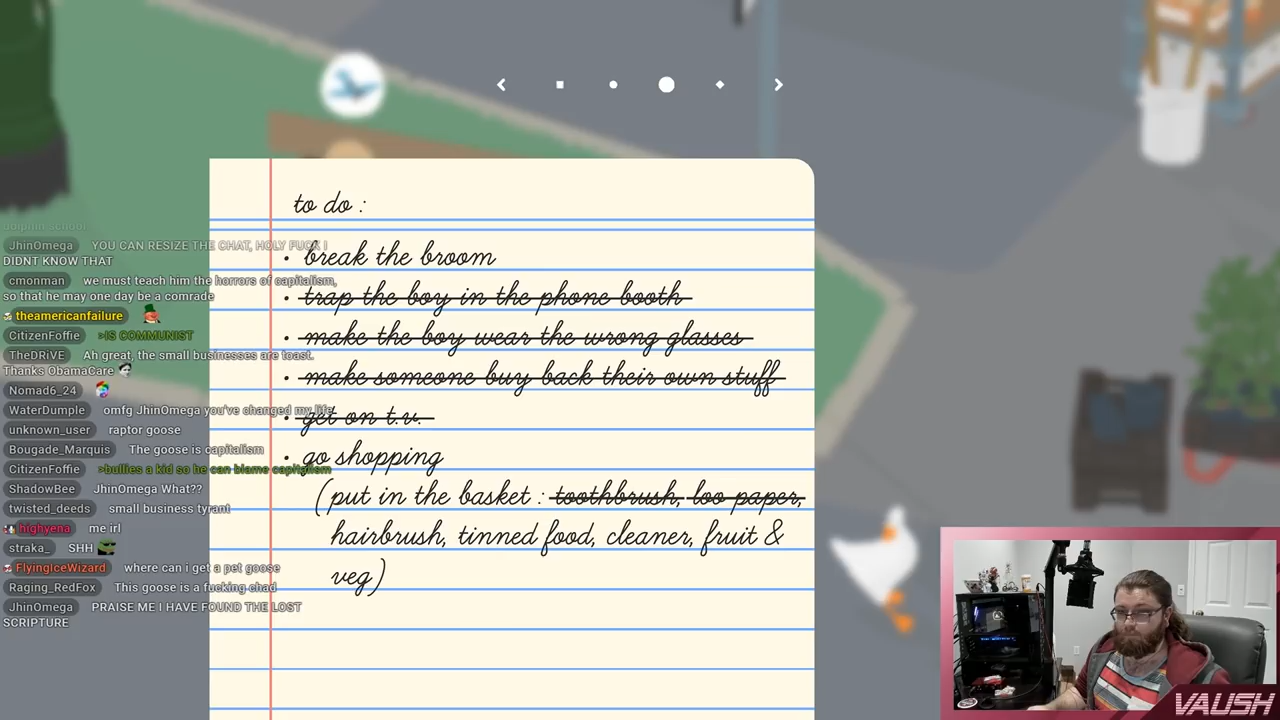 to do :
• break the broom
• trap the boy in the phone booth
• make the boy wear the wrong glasses
• make someone buy back their own stuff
• get on t.v.
• go shopping
(put in the basket : toothbrush, loo paper,
hairbrush, tinned food, cleaner, fruit &
veg)
dolphin_school
JhinOmega YOU CAN RESIZE THE CHAT, HOLY FUCK I
DIDNT KNOW THAT
cmonman we must teach him the horrors of capitalism,
so that he may one day be a comrade
theamericanfailure
CitizenFoffie >IS COMMUNIST
TheDRiVE Ah great, the small businesses are toast.
Thanks ObamaCare
Nomad6_24
WaterDumple omfg JhinOmega you've changed my life
unknown_user raptor goose
Bougade_Marquis The goose is capitalism
CitizenFoffie >bullies a kid so he can blame capitalism
ShadowBee JhinOmega What??
twisted_deeds small business tyrant
highyena me irl
straka_ SHH
FlyingIceWizard where can i get a pet goose
Raging_RedFox This goose is a fucking chad
JhinOmega PRAISE ME I HAVE FOUND THE LOST
SCRIPTURE
VAUSH